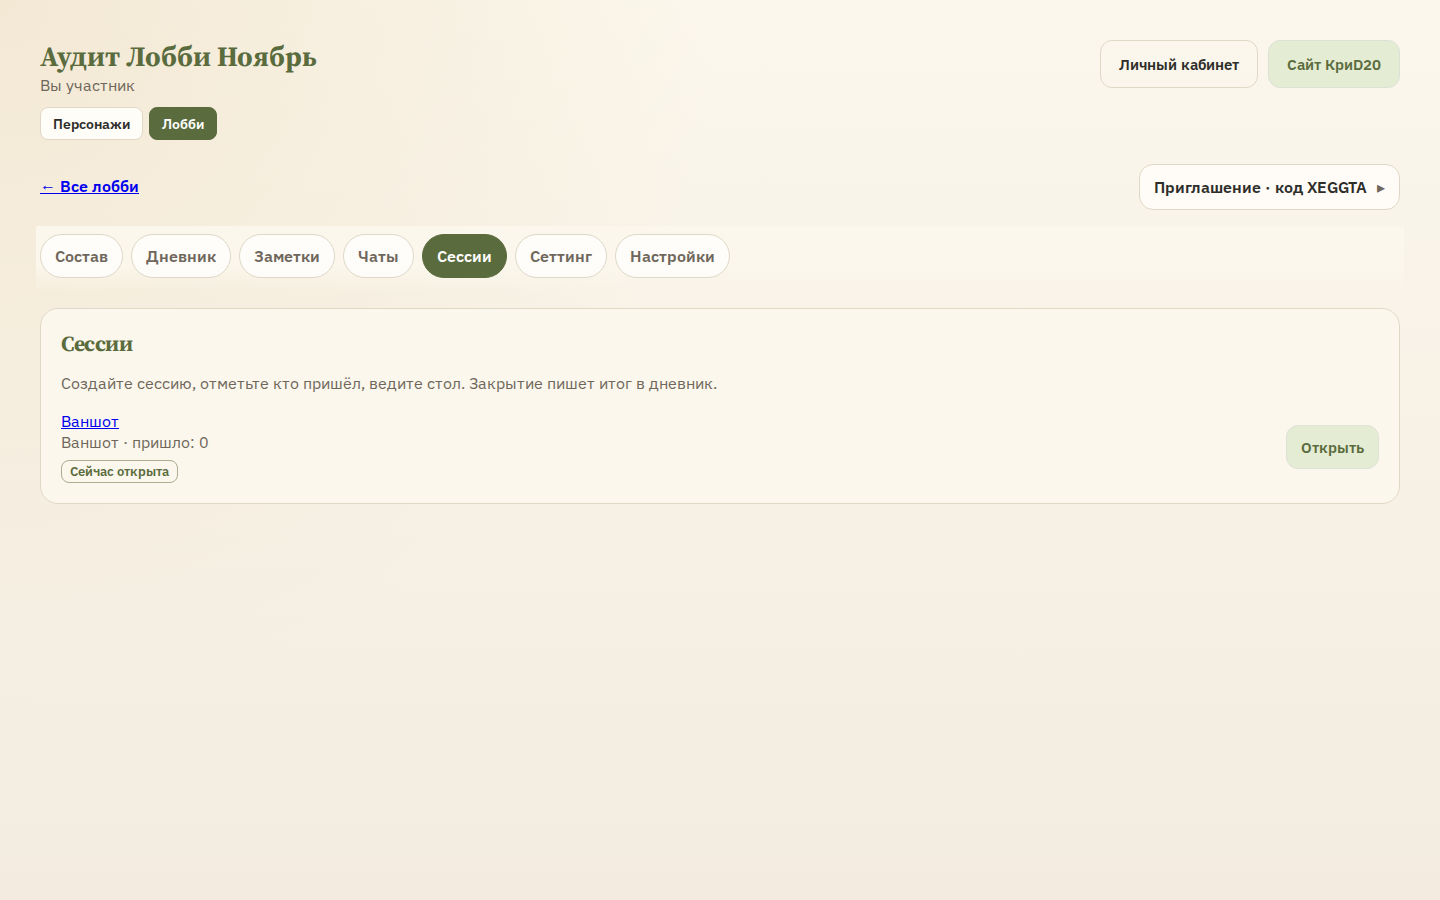 Аудит Лобби Ноябрь
Вы участник
Личный кабинет
Сайт КриD20
Персонажи
Лобби
← Все лобби
Приглашение · код XEGGTA ▸
Состав
Дневник
Заметки
Чаты
Сессии
Сеттинг
Настройки
Сессии
Создайте сессию, отметьте кто пришёл, ведите стол. Закрытие пишет итог в дневник.
Ваншот
Ваншот · пришло: 0
Сейчас открыта
Открыть